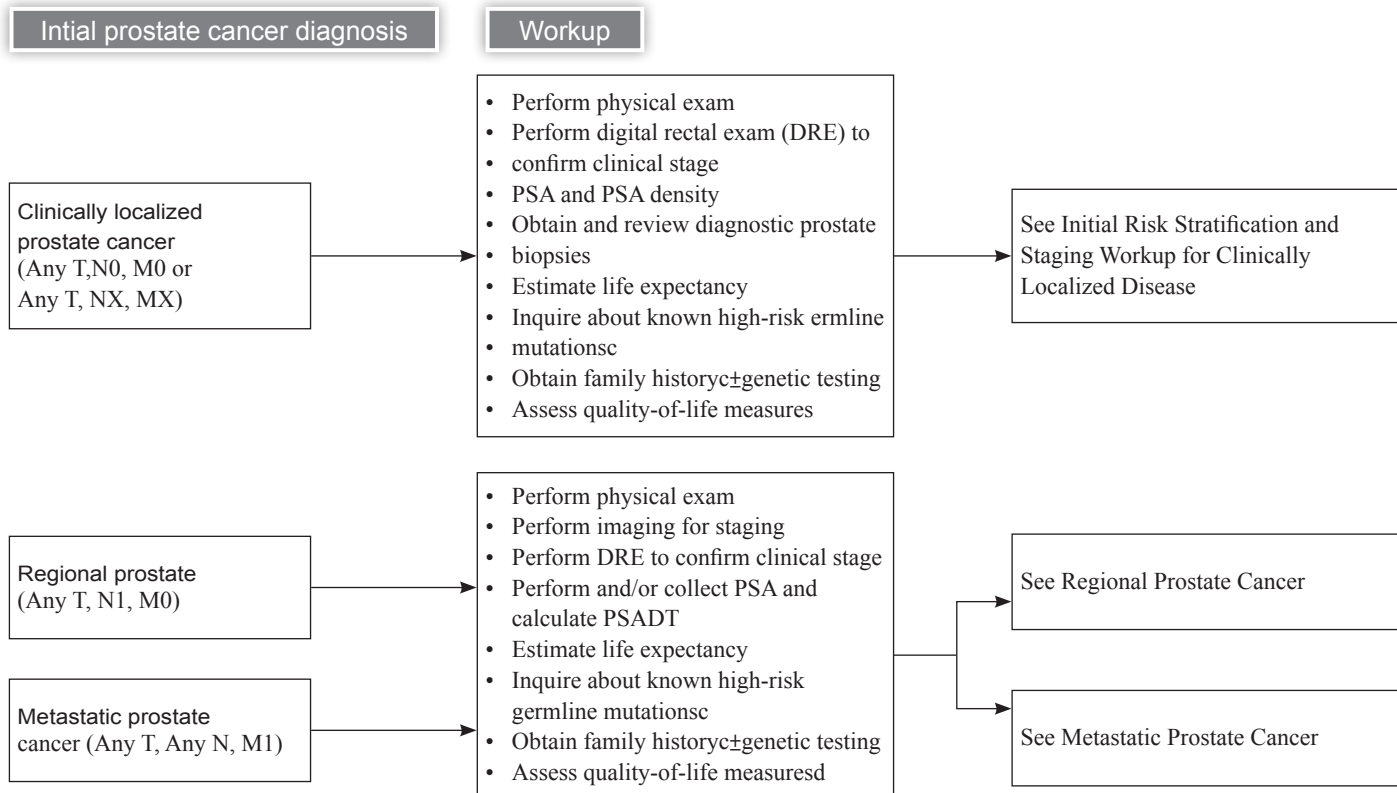 Intial prostate cancer diagnosis
Workup
Clinically localized
prostate cancer
(Any T,N0, M0 or
Any T, NX, MX)
• Perform physical exam
• Perform digital rectal exam (DRE) to
• confirm clinical stage
• PSA and PSA density
• Obtain and review diagnostic prostate
• biopsies
• Estimate life expectancy
• Inquire about known high-risk ermline
• mutationsc
• Obtain family historyc±genetic testing
• Assess quality-of-life measures
See Initial Risk Stratification and
Staging Workup for Clinically
Localized Disease
Regional prostate
(Any T, N1, M0)
Metastatic prostate
cancer (Any T, Any N, M1)
• Perform physical exam
• Perform imaging for staging
• Perform DRE to confirm clinical stage
• Perform and/or collect PSA and
calculate PSADT
• Estimate life expectancy
• Inquire about known high-risk
germline mutationsc
• Obtain family historyc±genetic testing
• Assess quality-of-life measuresd
See Regional Prostate Cancer
See Metastatic Prostate Cancer